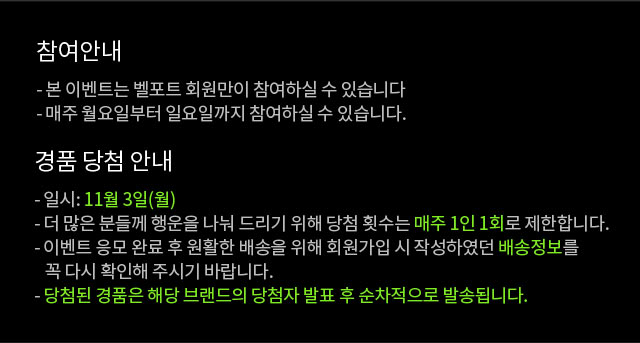 참여안내
- 본 이벤트는 벨포트 회원만이 참여하실 수 있습니다
- 매주 월요일부터 일요일까지 참여하실 수 있습니다.
경품 당첨 안내
- 일시: 11월 3일(월)
- 더 많은 분들께 행운을 나눠 드리기 위해 당첨 횟수는 매주 1인 1회로 제한합니다.
- 이벤트 응모 완료 후 원활한 배송을 위해 회원가입 시 작성하였던 배송정보를
꼭 다시 확인해 주시기 바랍니다.
- 당첨된 경품은 해당 브랜드의 당첨자 발표 후 순차적으로 발송됩니다.